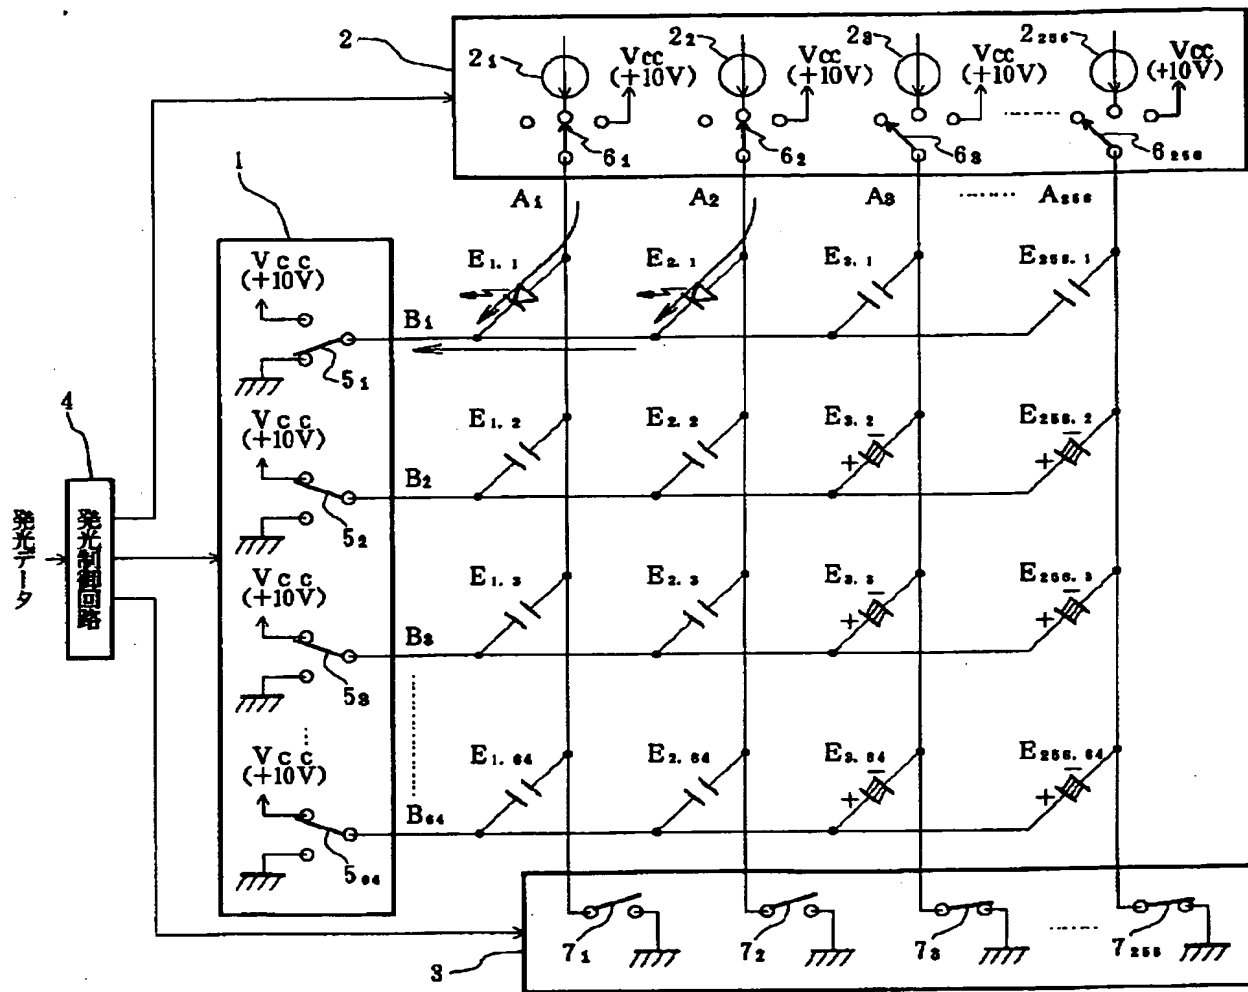 2
2₁
Vcc
(+10V)
2₂
Vcc
(+10V)
2₃
Vcc
(+10V)
2₂₅₆
Vcc
(+10V)
6₁
6₂
6₃
6₂₅₆
1
A₁
A₂
A₃
A₂₅₆
Vcc
(+10V)
5₁
B₁
E₁.₁
E₂.₁
E₃.₁
E₂₅₆.₁
4
発光データ
発光制御回路
Vcc
(+10V)
5₂
B₂
E₁.₂
E₂.₂
E₃.₂
E₂₅₆.₂
+ −
+ −
Vcc
(+10V)
5₃
B₃
E₁.₃
E₂.₃
E₃.₃
E₂₅₆.₃
+ −
+ −
Vcc
(+10V)
5₆₄
B₆₄
E₁.₆₄
E₂.₆₄
E₃.₆₄
E₂₅₆.₆₄
+ −
+ −
3
7₁
7₂
7₃
7₂₅₆